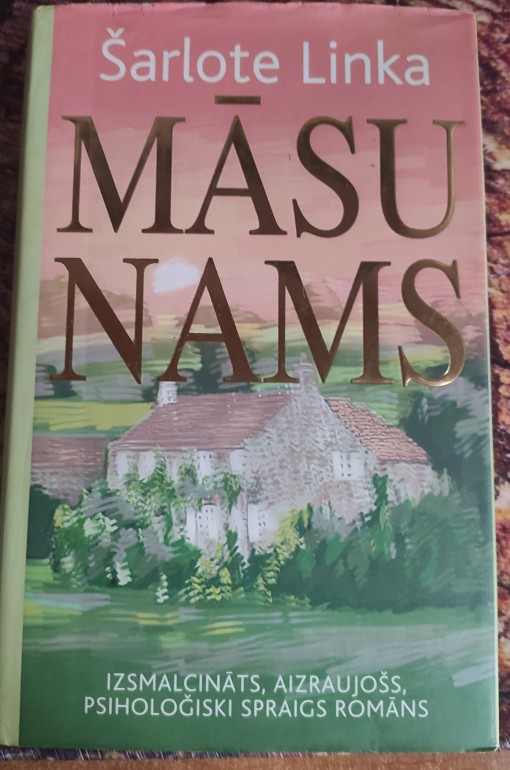 Šarlote Linka
MĀSU
NAMS
IZSMALCINĀTS, AIZRAUJOŠS,
PSIHOLOĢISKI SPRAIGS ROMĀNS